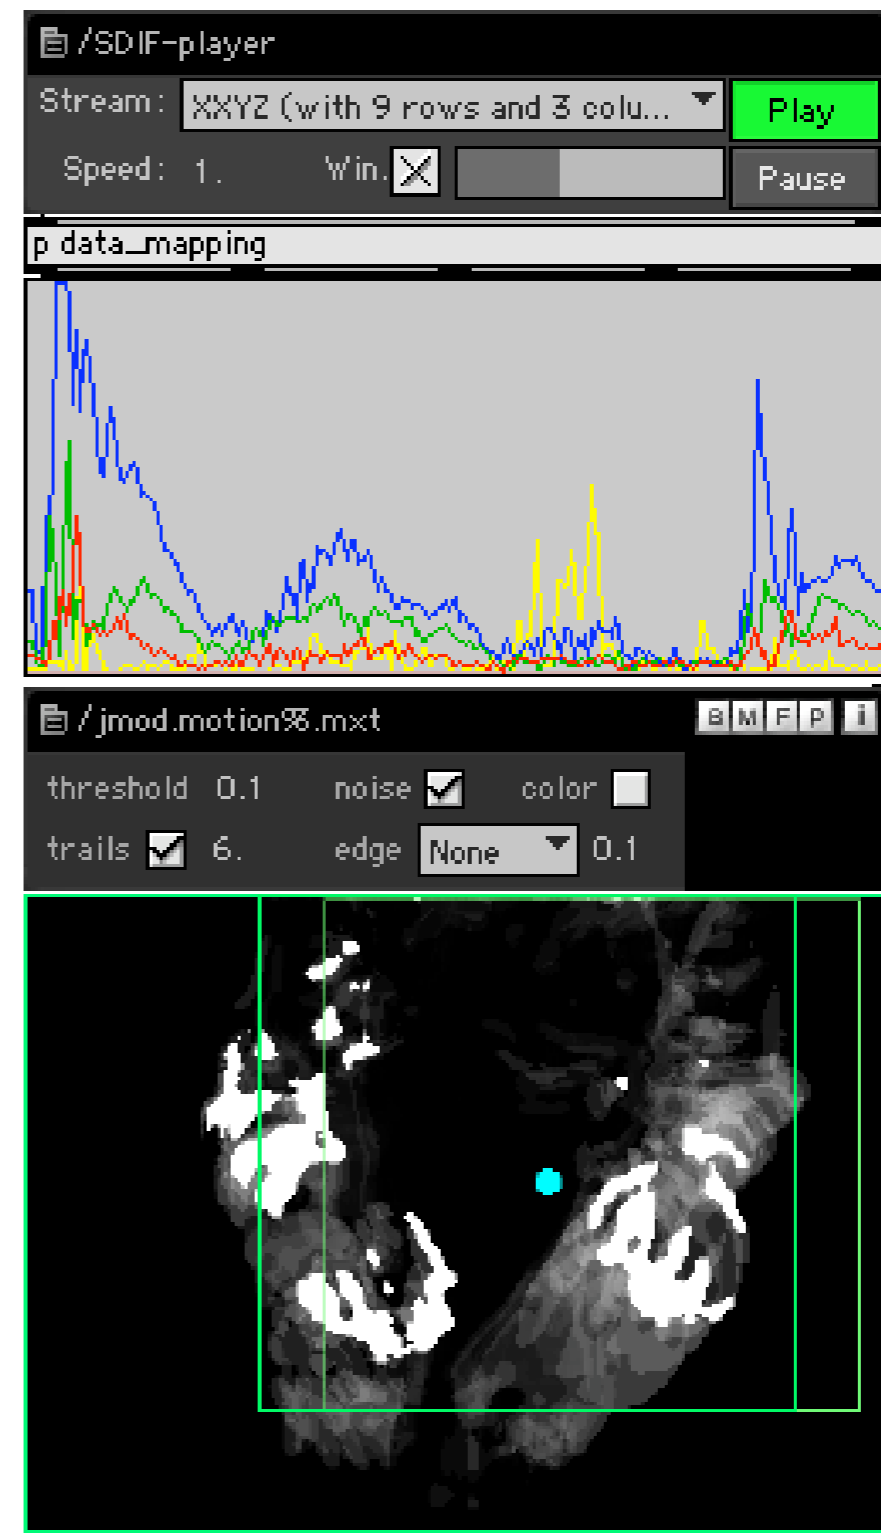 /SDIF-player
Stream: XXYZ (with 9 rows and 3 colu... Play
Speed: 1. Win. Pause
p data_mapping
/jmod.motion%.mxt B M F P i
threshold 0.1 noise color
trails 6. edge None 0.1